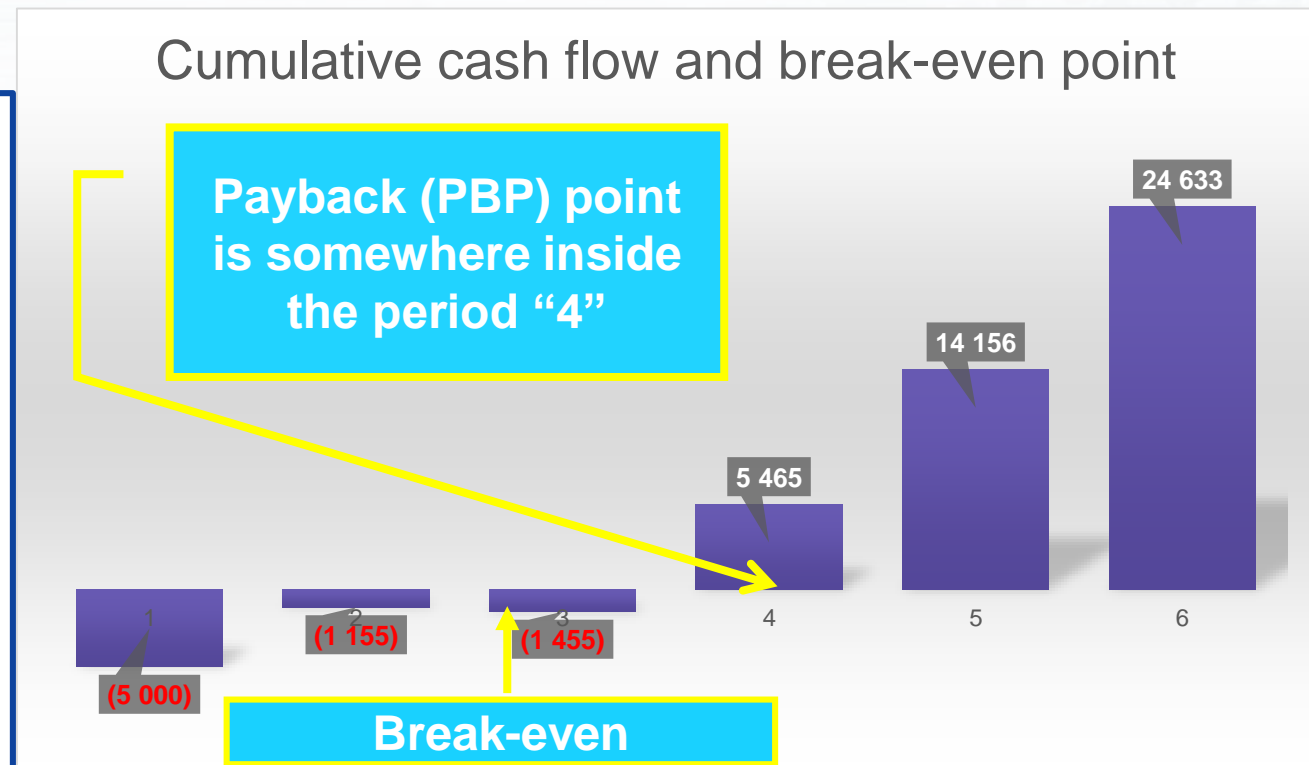 Cumulative cash flow and break-even point
Payback (PBP) point
is somewhere inside
the period “4”
24 633
14 156
5 465
1
2
3
4
5
6
(1 155)
(1 455)
(5 000)
Break-even